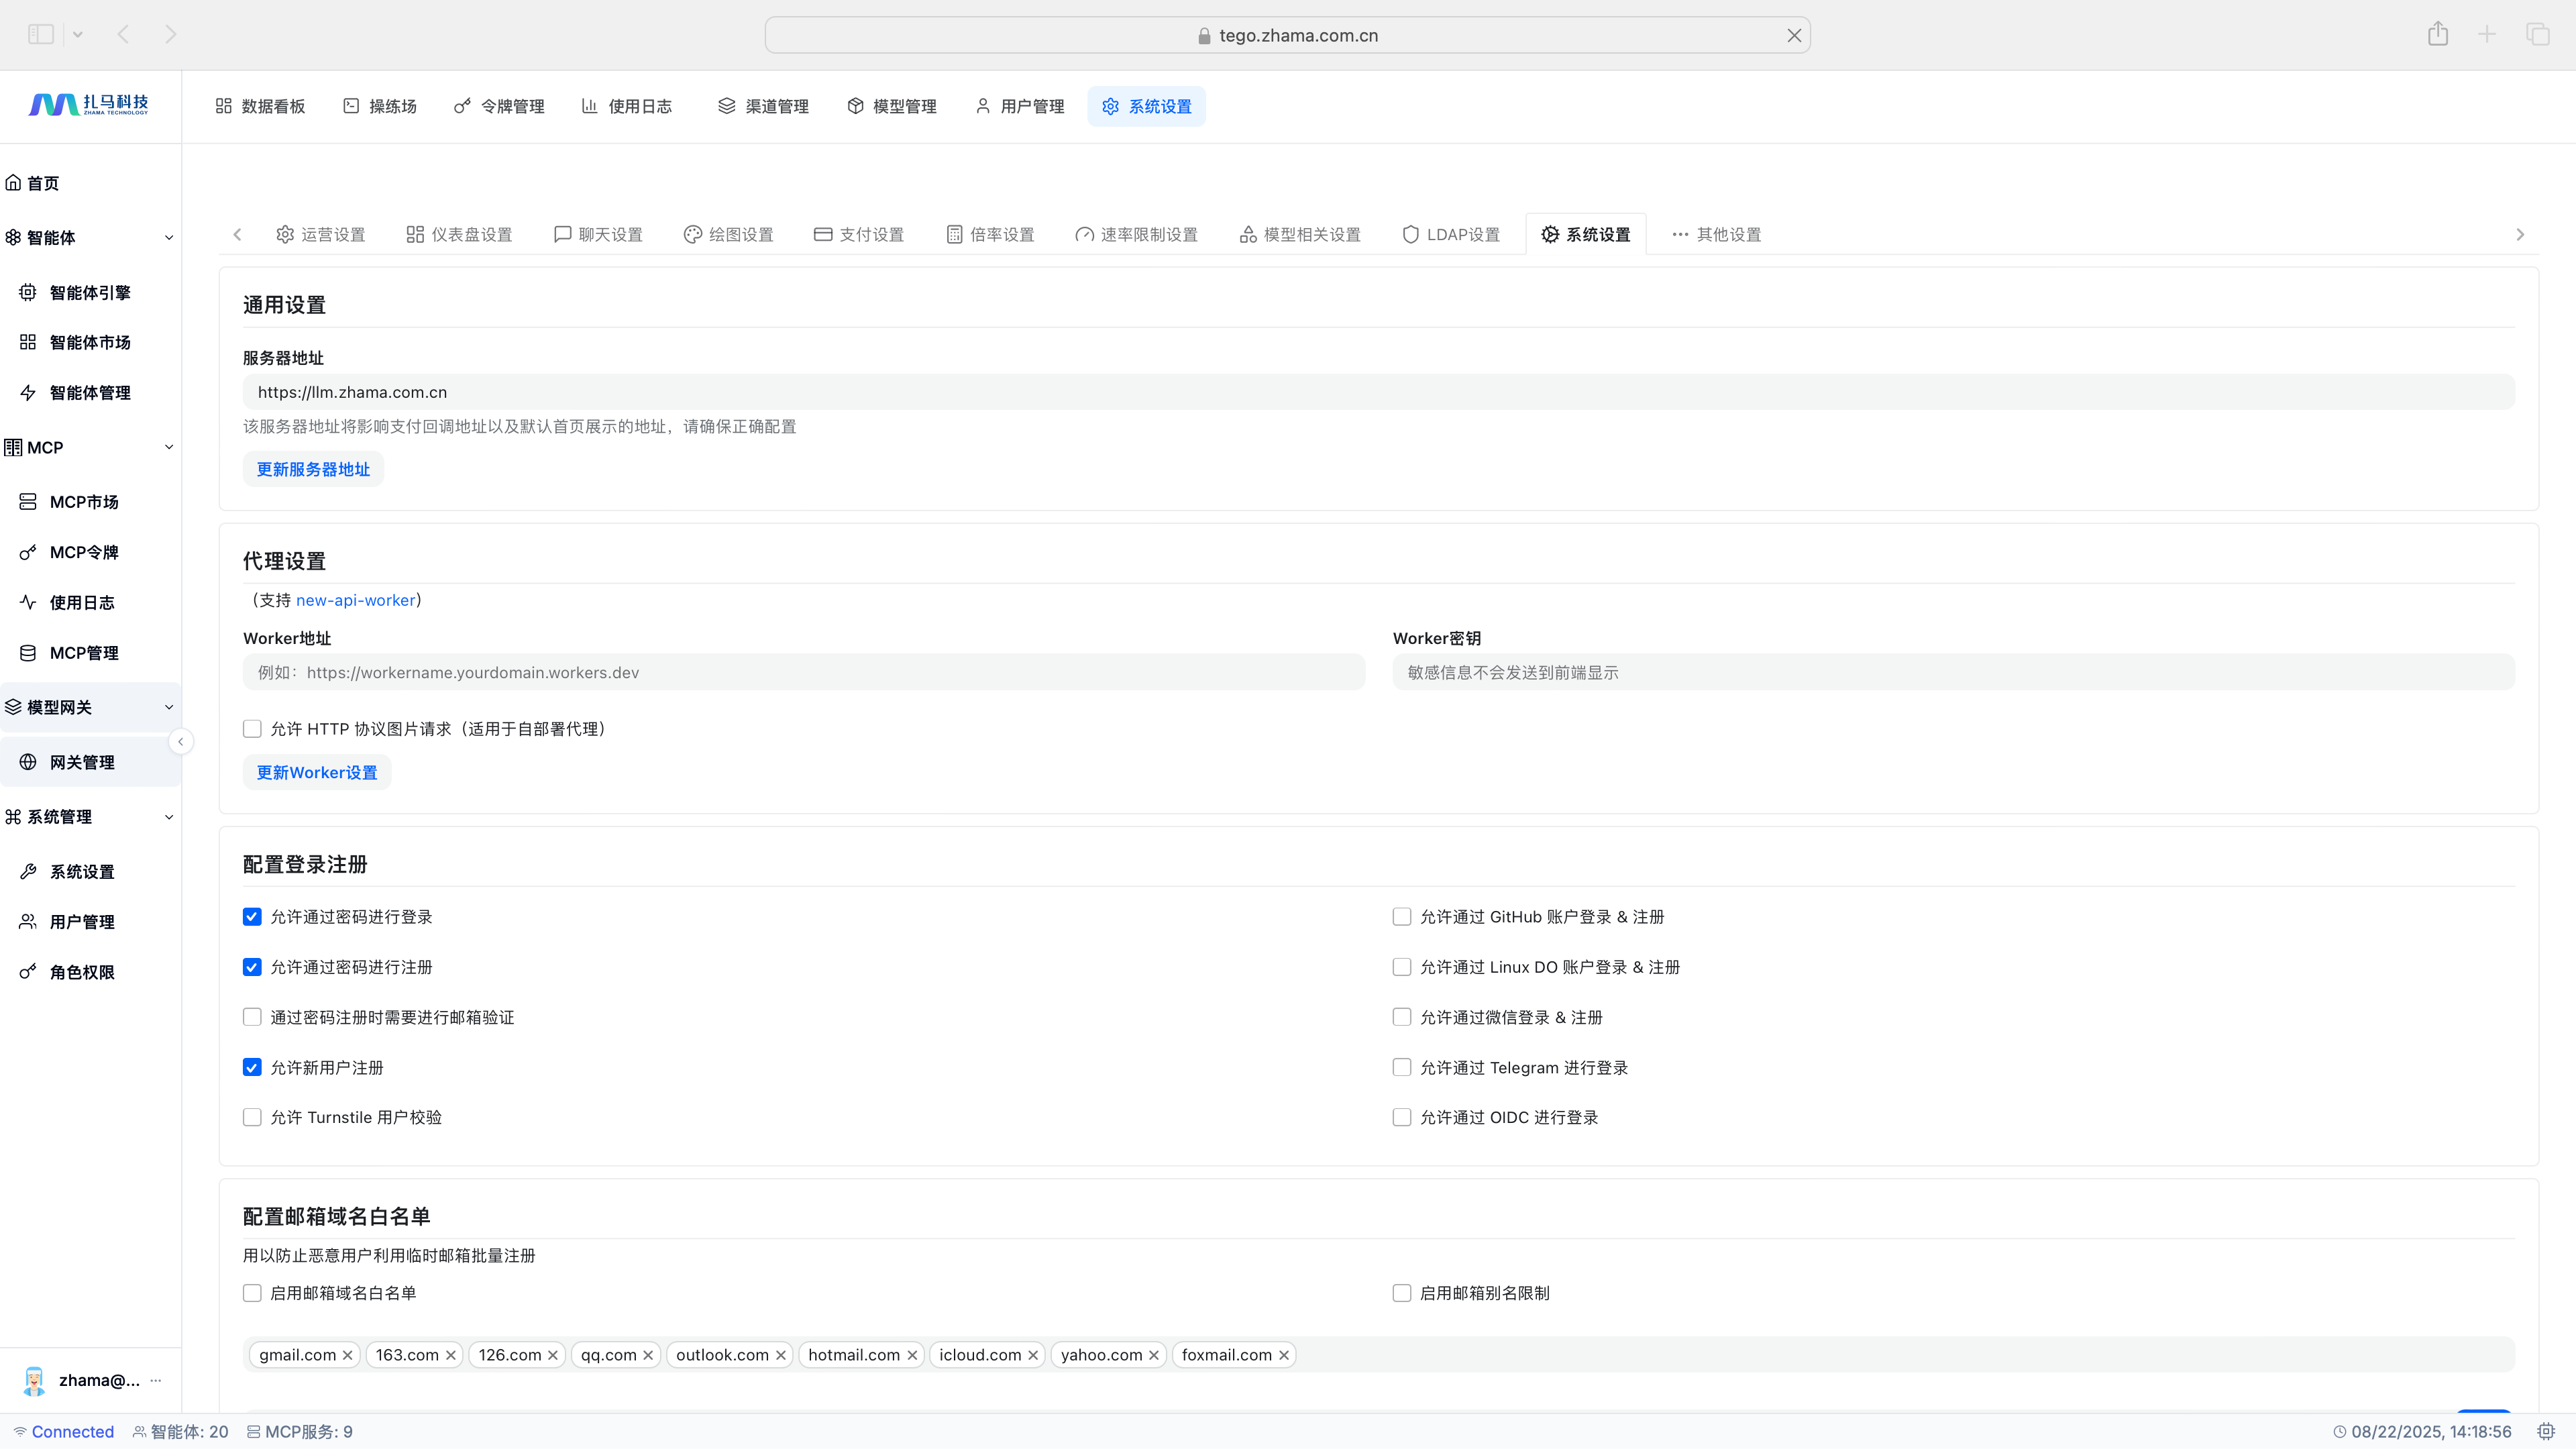 tego.zhama.com.cn
扎马科技
ZHAMA TECHNOLOGY
数据看板
操练场
令牌管理
使用日志
渠道管理
模型管理
用户管理
系统设置
首页
智能体
智能体引擎
智能体市场
智能体管理
MCP
MCP市场
MCP令牌
使用日志
MCP管理
模型网关
网关管理
系统管理
系统设置
用户管理
角色权限
zhama@...
运营设置
仪表盘设置
聊天设置
绘图设置
支付设置
倍率设置
速率限制设置
模型相关设置
LDAP设置
系统设置
其他设置
通用设置
服务器地址
https://llm.zhama.com.cn
该服务器地址将影响支付回调地址以及默认首页展示的地址，请确保正确配置
更新服务器地址
代理设置
（支持 new-api-worker）
Worker地址
Worker密钥
例如：https://workername.yourdomain.workers.dev
敏感信息不会发送到前端显示
允许 HTTP 协议图片请求（适用于自部署代理）
更新Worker设置
配置登录注册
允许通过密码进行登录
允许通过 GitHub 账户登录 & 注册
允许通过密码进行注册
允许通过 Linux DO 账户登录 & 注册
通过密码注册时需要进行邮箱验证
允许通过微信登录 & 注册
允许新用户注册
允许通过 Telegram 进行登录
允许 Turnstile 用户校验
允许通过 OIDC 进行登录
配置邮箱域名白名单
用以防止恶意用户利用临时邮箱批量注册
启用邮箱域名白名单
启用邮箱别名限制
gmail.com 163.com 126.com qq.com outlook.com hotmail.com icloud.com yahoo.com foxmail.com
Connected 智能体: 20 MCP服务: 9
08/22/2025, 14:18:56